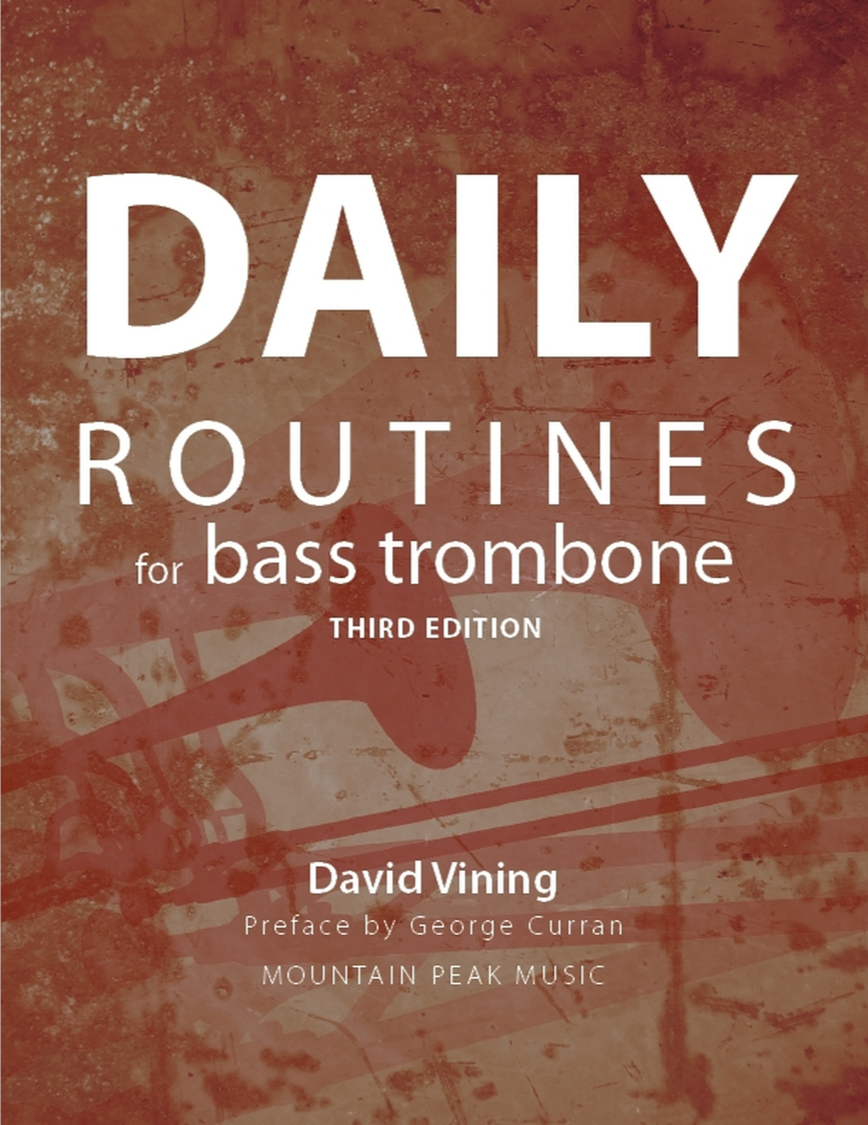 DAILY
ROUTINES
for bass trombone
THIRD EDITION
David Vining
Preface by George Curran
MOUNTAIN PEAK MUSIC